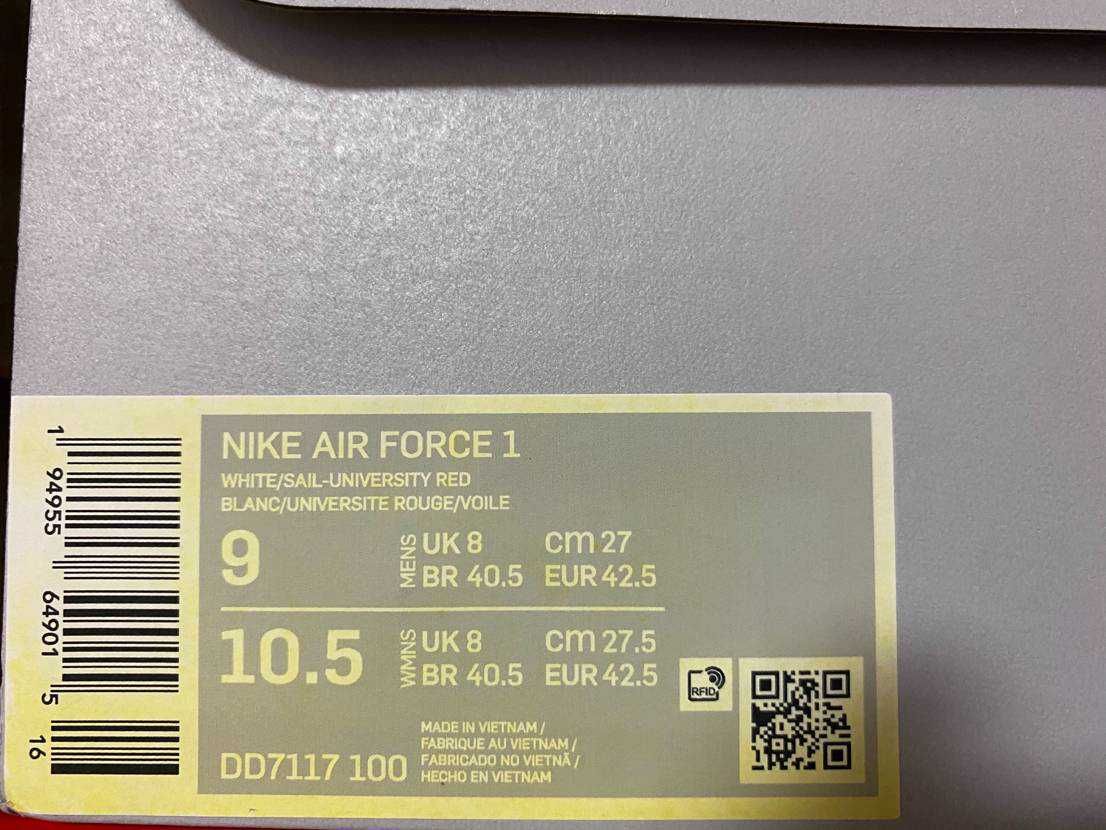 NIKE AIR FORCE 1
WHITE/SAIL-UNIVERSITY RED
BLANC/UNIVERSITE ROUGE/VOILE
9 MENS UK 8 cm 27
BR 40.5 EUR 42.5
10.5 WMNS UK 8 cm 27.5
BR 40.5 EUR 42.5
RFID
MADE IN VIETNAM /
FABRIQUE AU VIETNAM /
FABRICADO NO VIETNÃ /
HECHO EN VIETNAM
DD7117 100
1 94955 64901 5 16